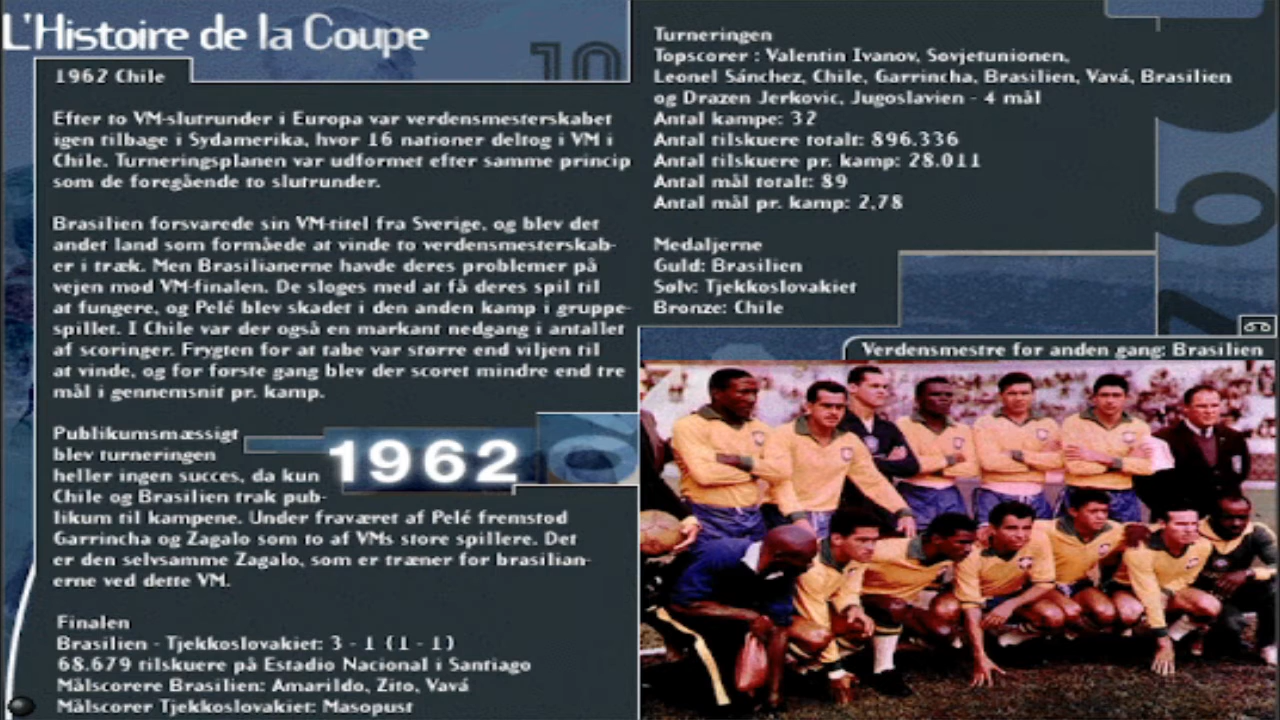 L'Histoire de la Coupe
10
1962 Chile
Efter to VM-slutrunder i Europa var verdensmesterskabet
igen tilbage i Sydamerika, hvor 16 nationer deltog i VM i
Chile. Turneringsplanen var udformet efter samme princip
som de foregående to slutrunder.
Brasilien forsvarede sin VM-titel fra Sverige, og blev det
andet land som formåede at vinde to verdensmesterskab-
er i træk. Men Brasilianerne havde deres problemer på
vejen mod VM-finalen. De sloges med at få deres spil til
at fungere, og Pelé blev skadet i den anden kamp i gruppe-
spillet. I Chile var der også en markant nedgang i antallet
af scoringer. Frygten for at tabe var større end viljen til
at vinde, og for første gang blev der scoret mindre end tre
mål i gennemsnit pr. kamp.
Publikumsmæssigt
blev turneringen
heller ingen succes, da kun
Chile og Brasilien trak pub-
likum til kampene. Under fraværet af Pelé fremstod
Garrincha og Zagalo som to af VMs store spillere. Det
er den selvsamme Zagalo, som er træner for brasilian-
erne ved dette VM.
1962
Finalen
Brasilien - Tjekkoslovakiet: 3 - 1 (1 - 1)
68.679 tilskuere på Estadio Nacional i Santiago
Målscorere Brasilien: Amarildo, Zito, Vavá
Målscorer Tjekkoslovakiet: Masopust
Turneringen
Topscorer : Valentin Ivanov, Sovjetunionen,
Leonel Sánchez, Chile, Garrincha, Brasilien, Vavá, Brasilien
og Drazen Jerkovic, Jugoslavien - 4 mål
Antal kampe: 32
Antal tilskuere totalt: 896.336
Antal tilskuere pr. kamp: 28.011
Antal mål totalt: 89
Antal mål pr. kamp: 2,78
Medaljerne
Guld: Brasilien
Sølv: Tjekkoslovakiet
Bronze: Chile
Verdensmestre for anden gang: Brasilien